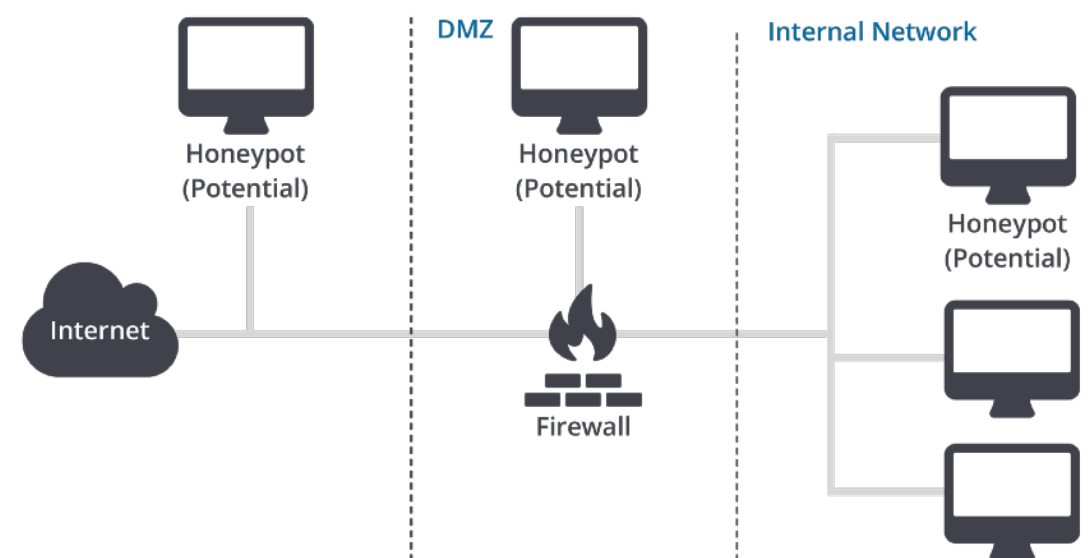 DMZ
Internal Network
Honeypot
(Potential)
Honeypot
(Potential)
Honeypot
(Potential)
Internet
Firewall